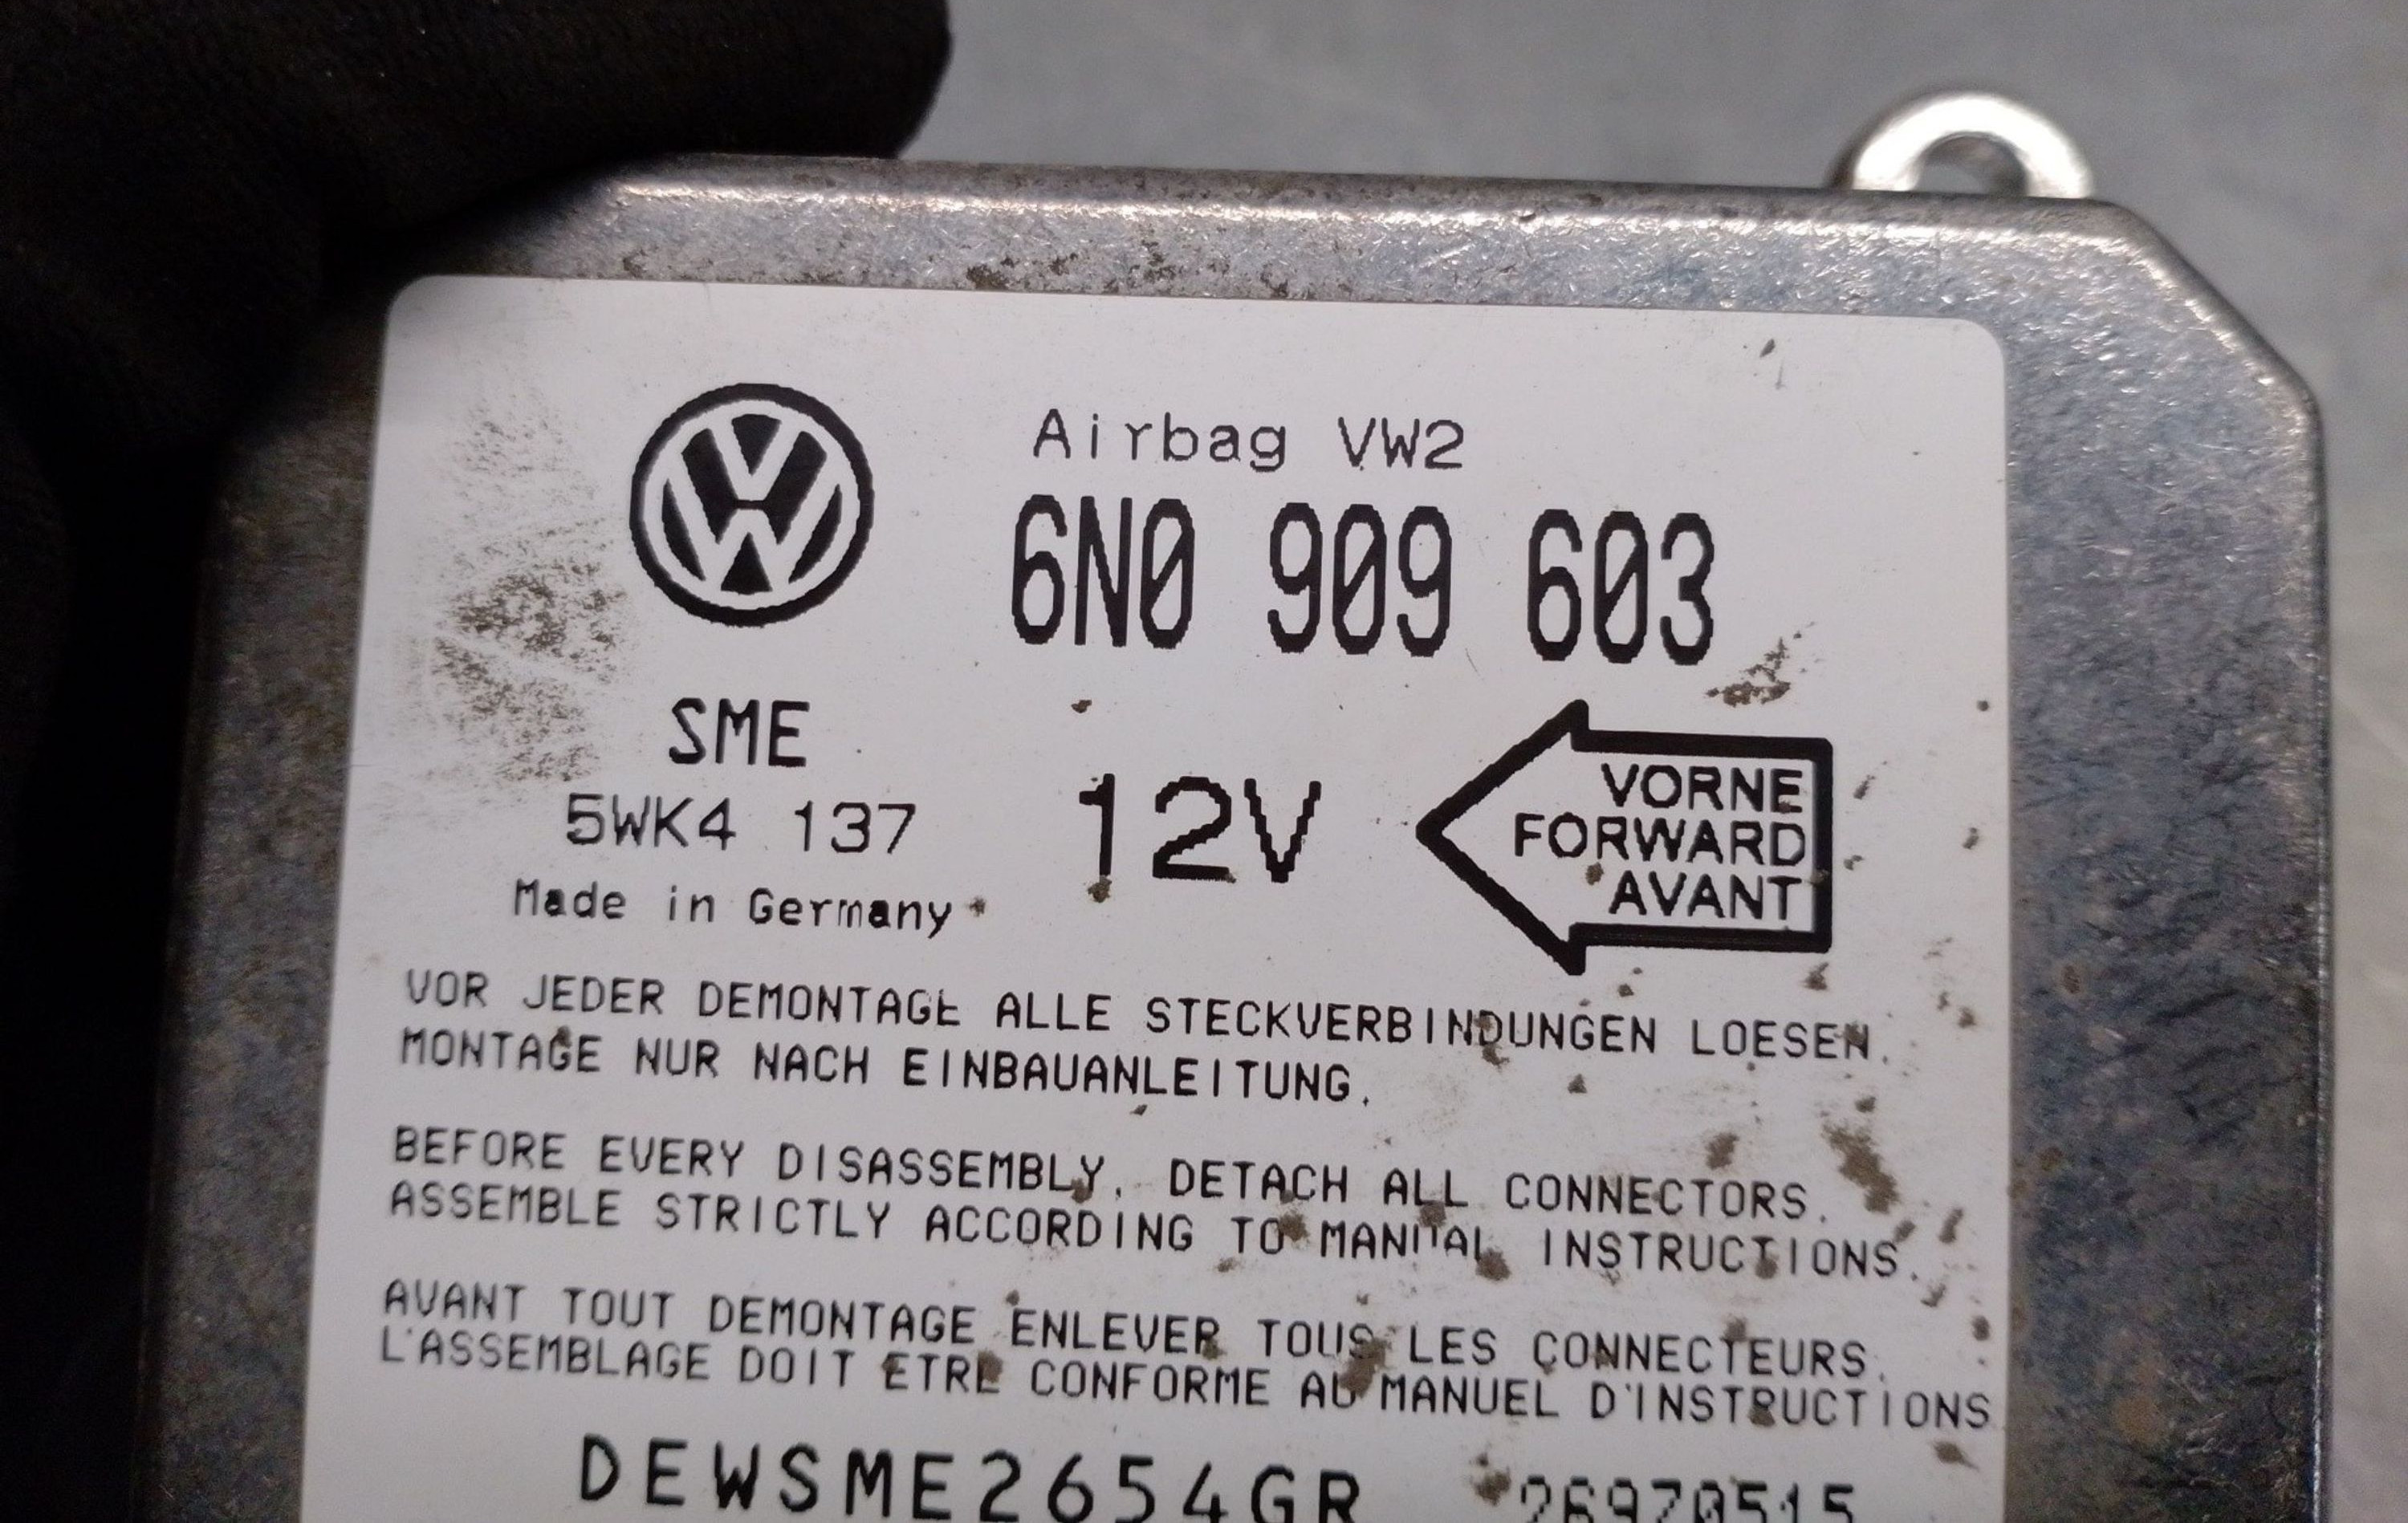 Airbag VW2
6N0 909 603
SME
5WK4 137
12V
VORNE
FORWARD
AVANT
Made in Germany
VOR JEDER DEMONTAGE ALLE STECKVERBINDUNGEN LOESEN.
MONTAGE NUR NACH EINBAUANLEITUNG.
BEFORE EVERY DISASSEMBLY, DETACH ALL CONNECTORS.
ASSEMBLE STRICTLY ACCORDING TO MANUAL INSTRUCTIONS.
AVANT TOUT DEMONTAGE ENLEVER TOUS LES CONNECTEURS.
L'ASSEMBLAGE DOIT ETRE CONFORME AU MANUEL D'INSTRUCTIONS
DEWSME2654GR